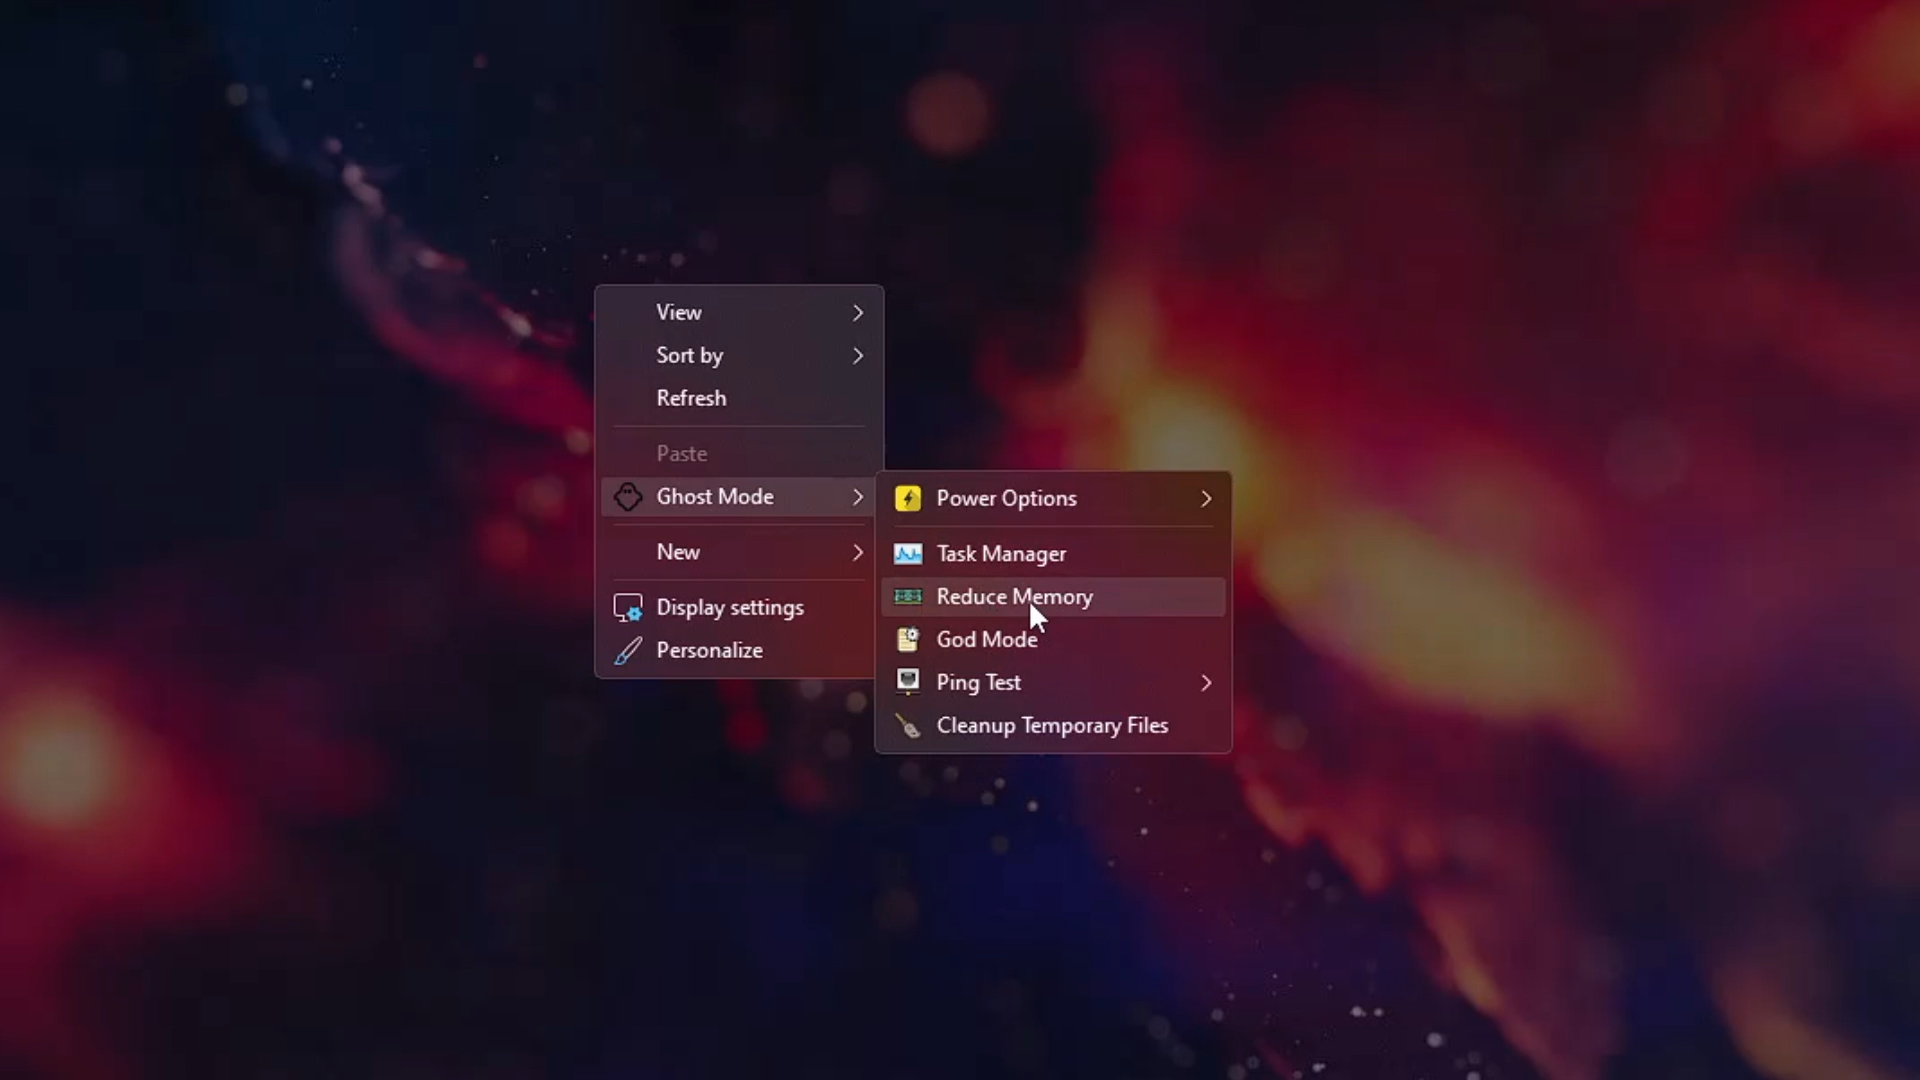 View
Sort by
Refresh
Paste
Ghost Mode
New
Display settings
Personalize
Power Options
Task Manager
Reduce Memory
God Mode
Ping Test
Cleanup Temporary Files